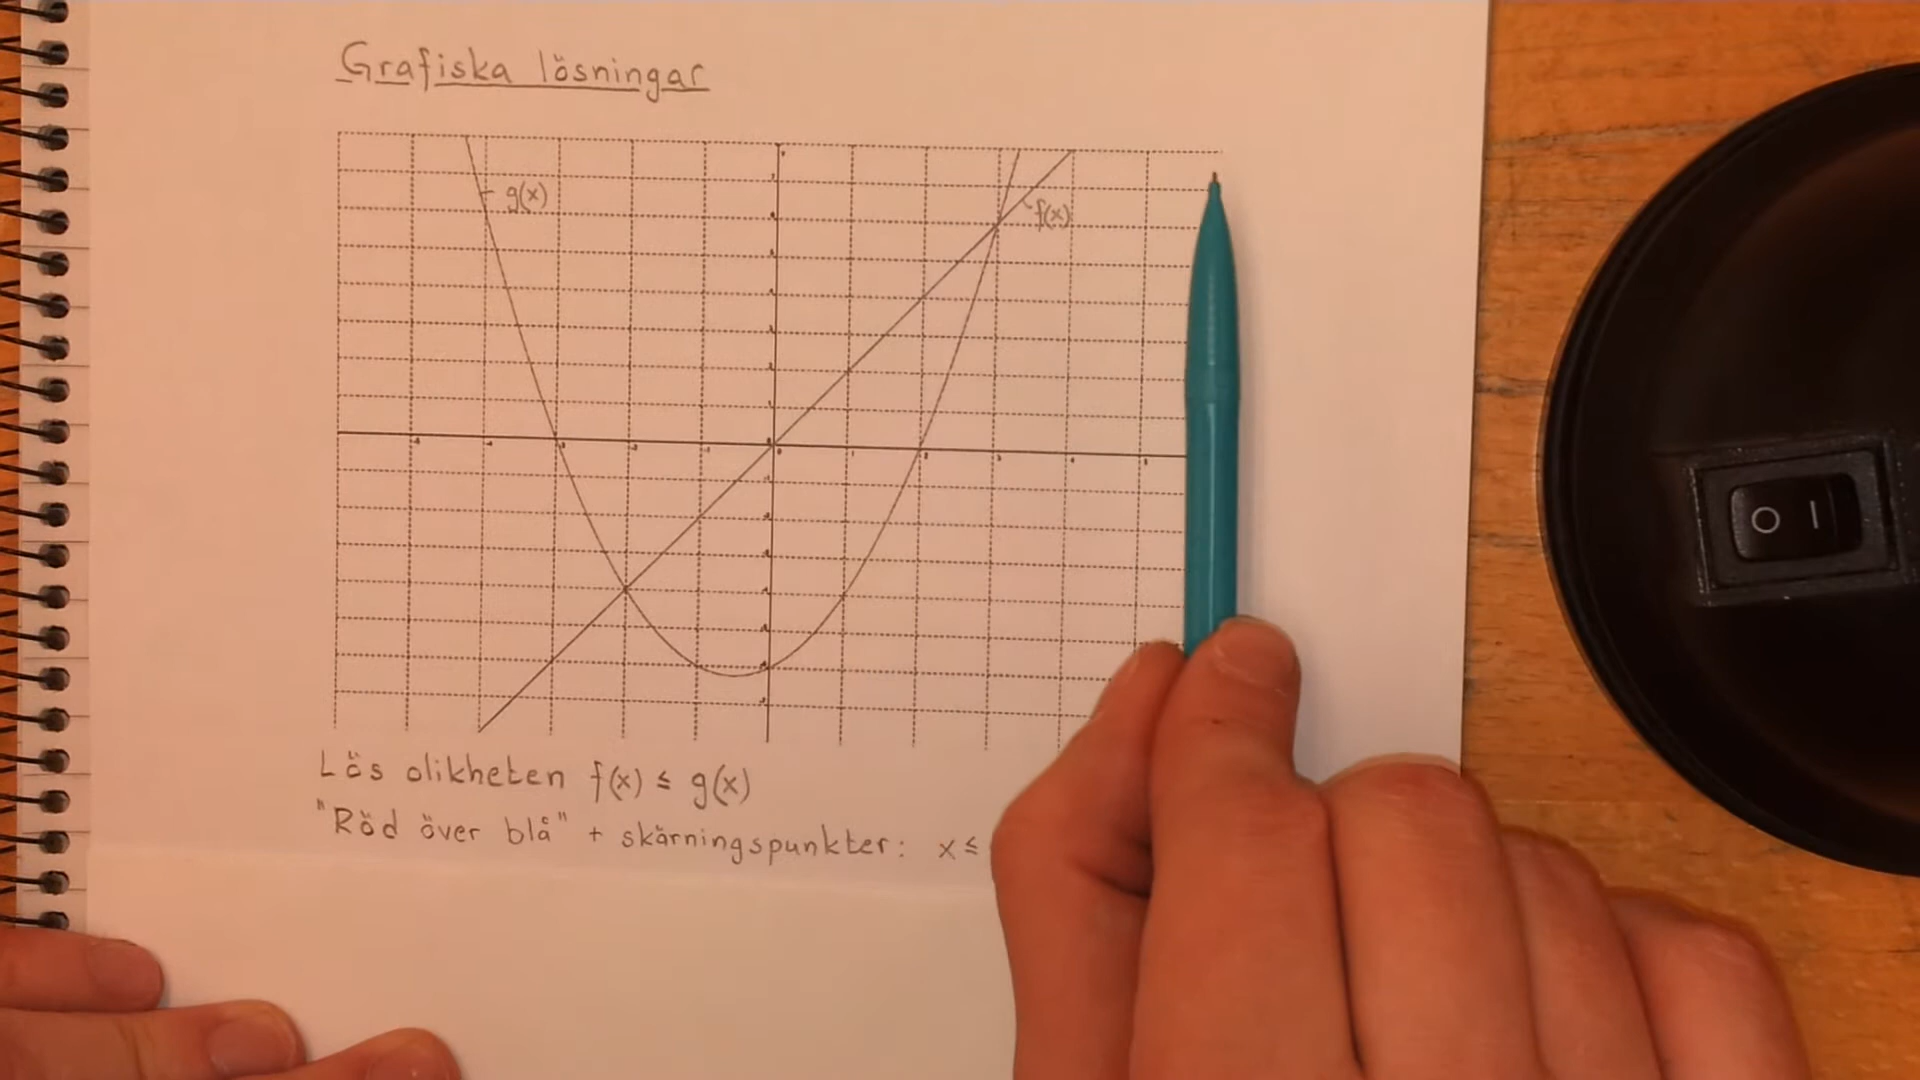 Grafiska lösningar
g(x)
f(x)
Lös olikheten f(x) ≤ g(x)
"Röd över blå" + skärningspunkter: x ≤
O I